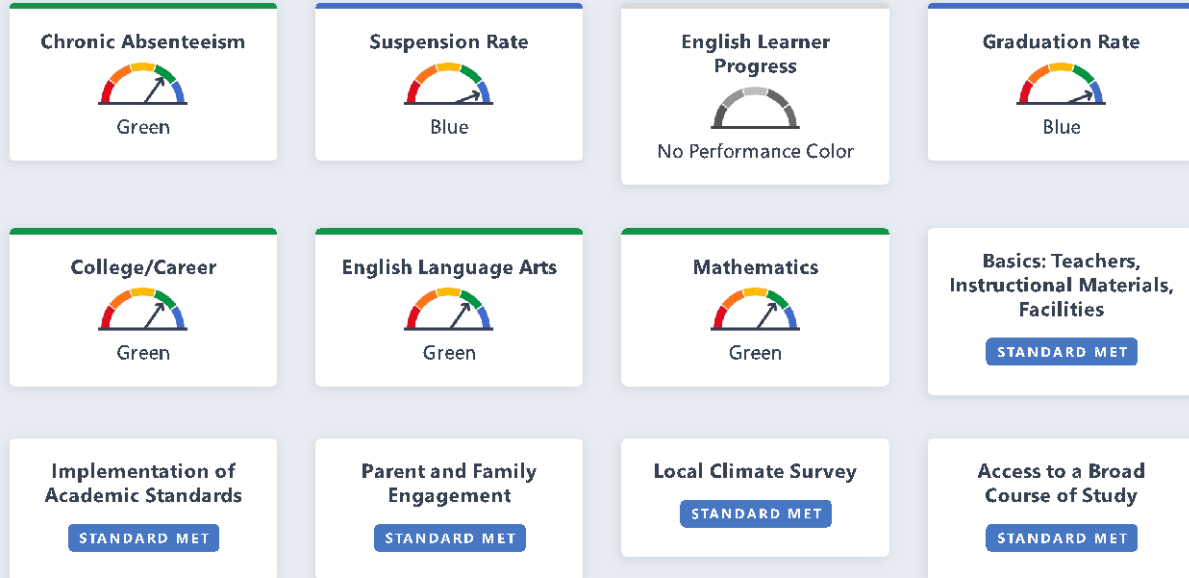 Chronic Absenteeism
Green
Suspension Rate
Blue
English Learner
Progress
No Performance Color
Graduation Rate
Blue
College/Career
Green
English Language Arts
Green
Mathematics
Green
Basics: Teachers,
Instructional Materials,
Facilities
STANDARD MET
Implementation of
Academic Standards
STANDARD MET
Parent and Family
Engagement
STANDARD MET
Local Climate Survey
STANDARD MET
Access to a Broad
Course of Study
STANDARD MET